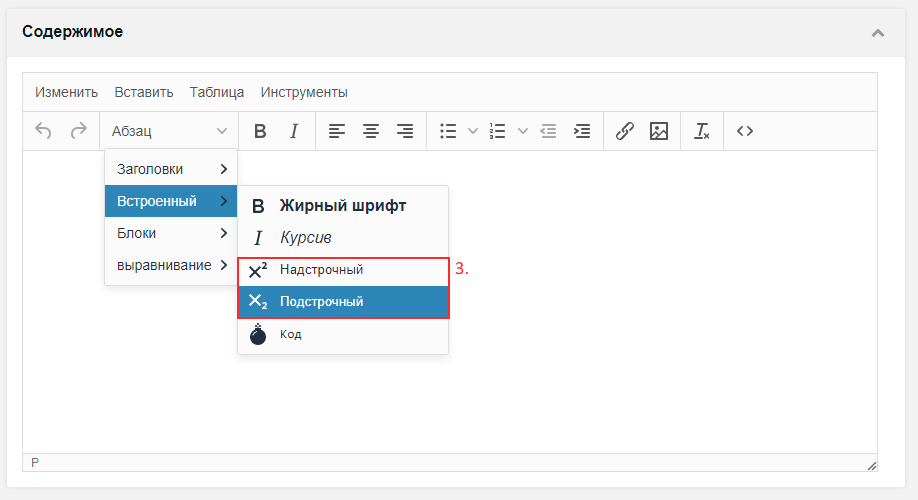 Содержимое
Изменить Вставить Таблица Инструменты
Абзац
Заголовки
Встроенный
Блоки
выравнивание
Жирный шрифт
Курсив
Надстрочный
Подстрочный
Код
3.
P